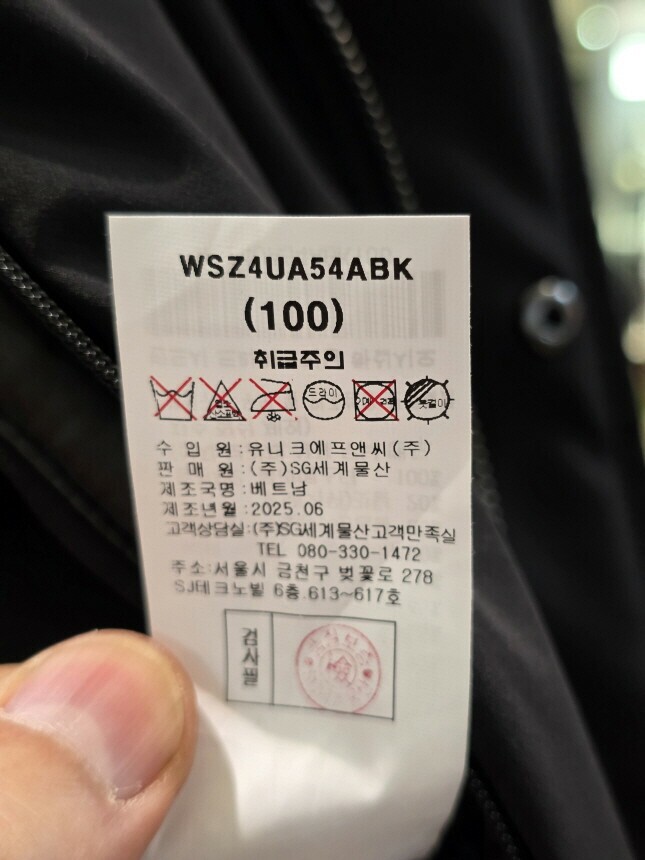 WSZ4UA54ABK
(100)
취급주의
드라이
옷걸이
수 입 원:유니크에프앤씨(주)
판 매 원:(주)SG세계물산
제조국명:베트남
제조년월:2025.06
고객상담실:(주)SG세계물산고객만족실
TEL 080-330-1472
주소:서울시 금천구 벚꽃로 278
SJ테크노빌 6층.613~617호
검사필